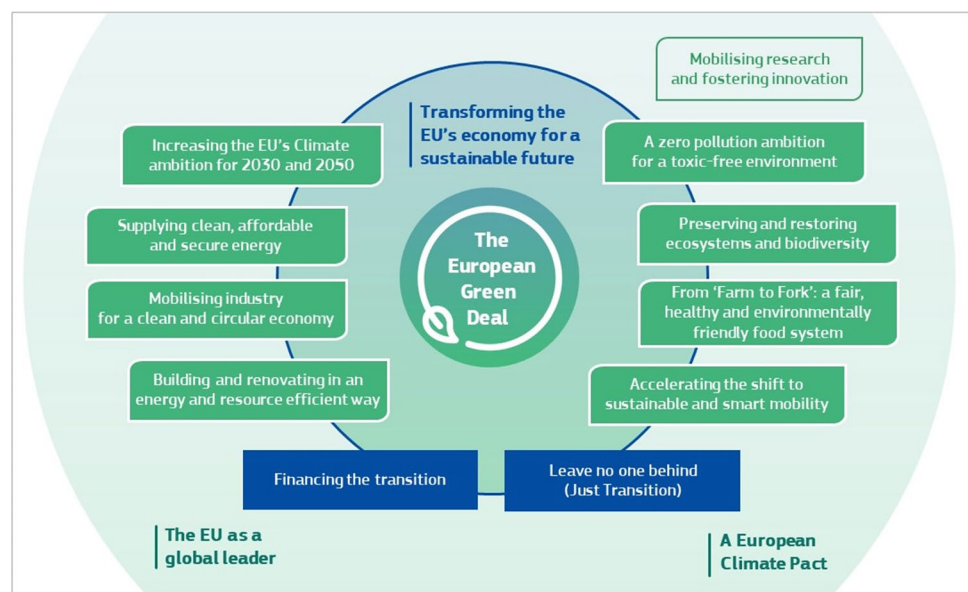 Mobilising research
and fostering innovation
Transforming the
EU's economy for a
sustainable future
Increasing the EU's Climate
ambition for 2030 and 2050
A zero pollution ambition
for a toxic-free environment
Supplying clean, affordable
and secure energy
Preserving and restoring
ecosystems and biodiversity
The
European
Green
Deal
Mobilising industry
for a clean and circular economy
From ‘Farm to Fork’: a fair,
healthy and environmentally
friendly food system
Building and renovating in an
energy and resource efficient way
Accelerating the shift to
sustainable and smart mobility
Financing the transition
Leave no one behind
(Just Transition)
The EU as a
global leader
A European
Climate Pact